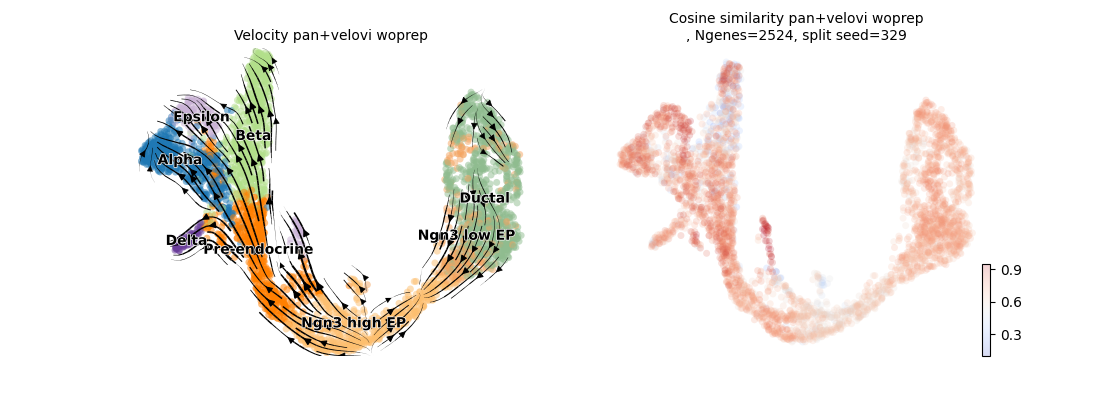 Velocity pan+velovi woprep
Epsilon
Beta
Alpha
Delta
Pre-endocrine
Ngn3 high EP
Ductal
Ngn3 low EP
Cosine similarity pan+velovi woprep
, Ngenes=2524, split seed=329
0.9
0.6
0.3